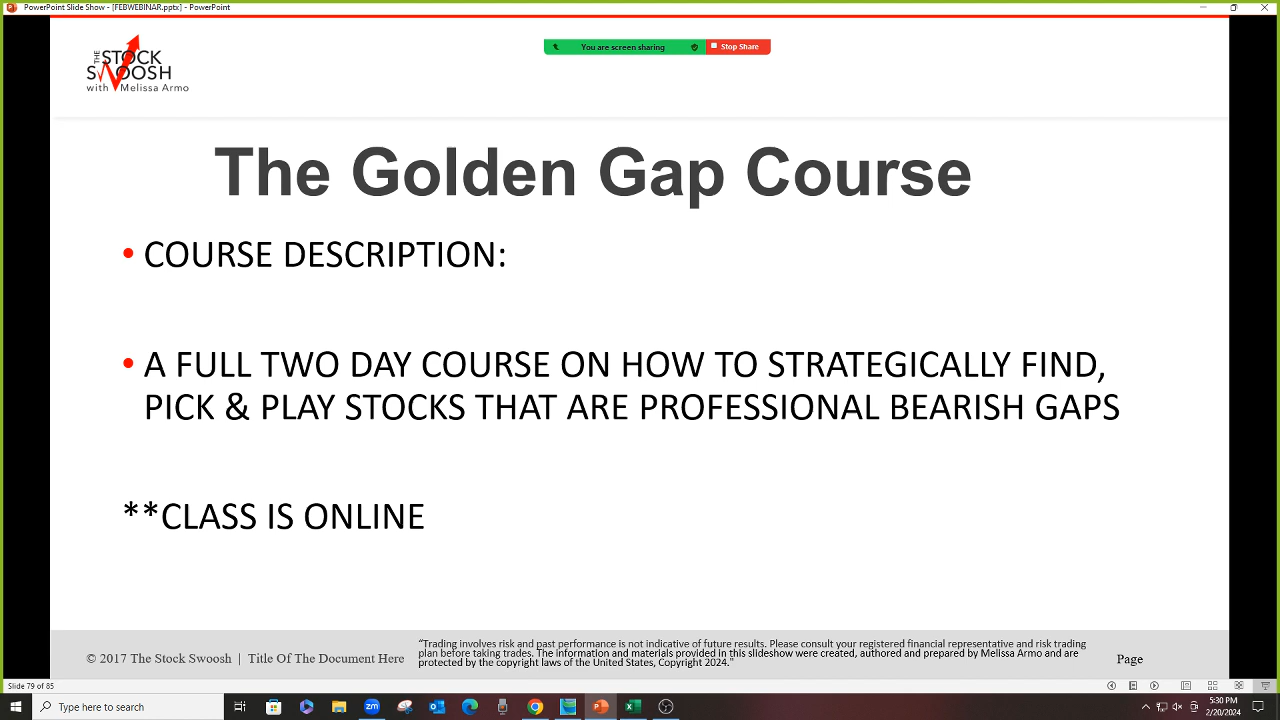 PowerPoint Slide Show - [FEBWEBINAR.pptx] - PowerPoint
You are screen sharing
Stop Share
THE STOCK
SWOOSH
with Melissa Armo
The Golden Gap Course
• COURSE DESCRIPTION:
• A FULL TWO DAY COURSE ON HOW TO STRATEGICALLY FIND,
PICK & PLAY STOCKS THAT ARE PROFESSIONAL BEARISH GAPS
**CLASS IS ONLINE
© 2017 The Stock Swoosh | Title Of The Document Here
"Trading involves risk and past performance is not indicative of future results. Please consult your registered financial representative and risk trading
plan before taking trades. The information and materials provided in this slideshow were created, authored and prepared by Melissa Armo and are
protected by the copyright laws of the United States, Copyright 2024."
Page
Slide 79 of 85
Type here to search
5:30 PM
2/20/2024